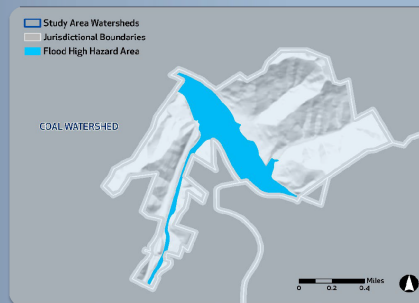 Study Area Watersheds
Jurisdictional Boundaries
Flood High Hazard Area
COAL WATERSHED
Miles
0 0.2 0.4